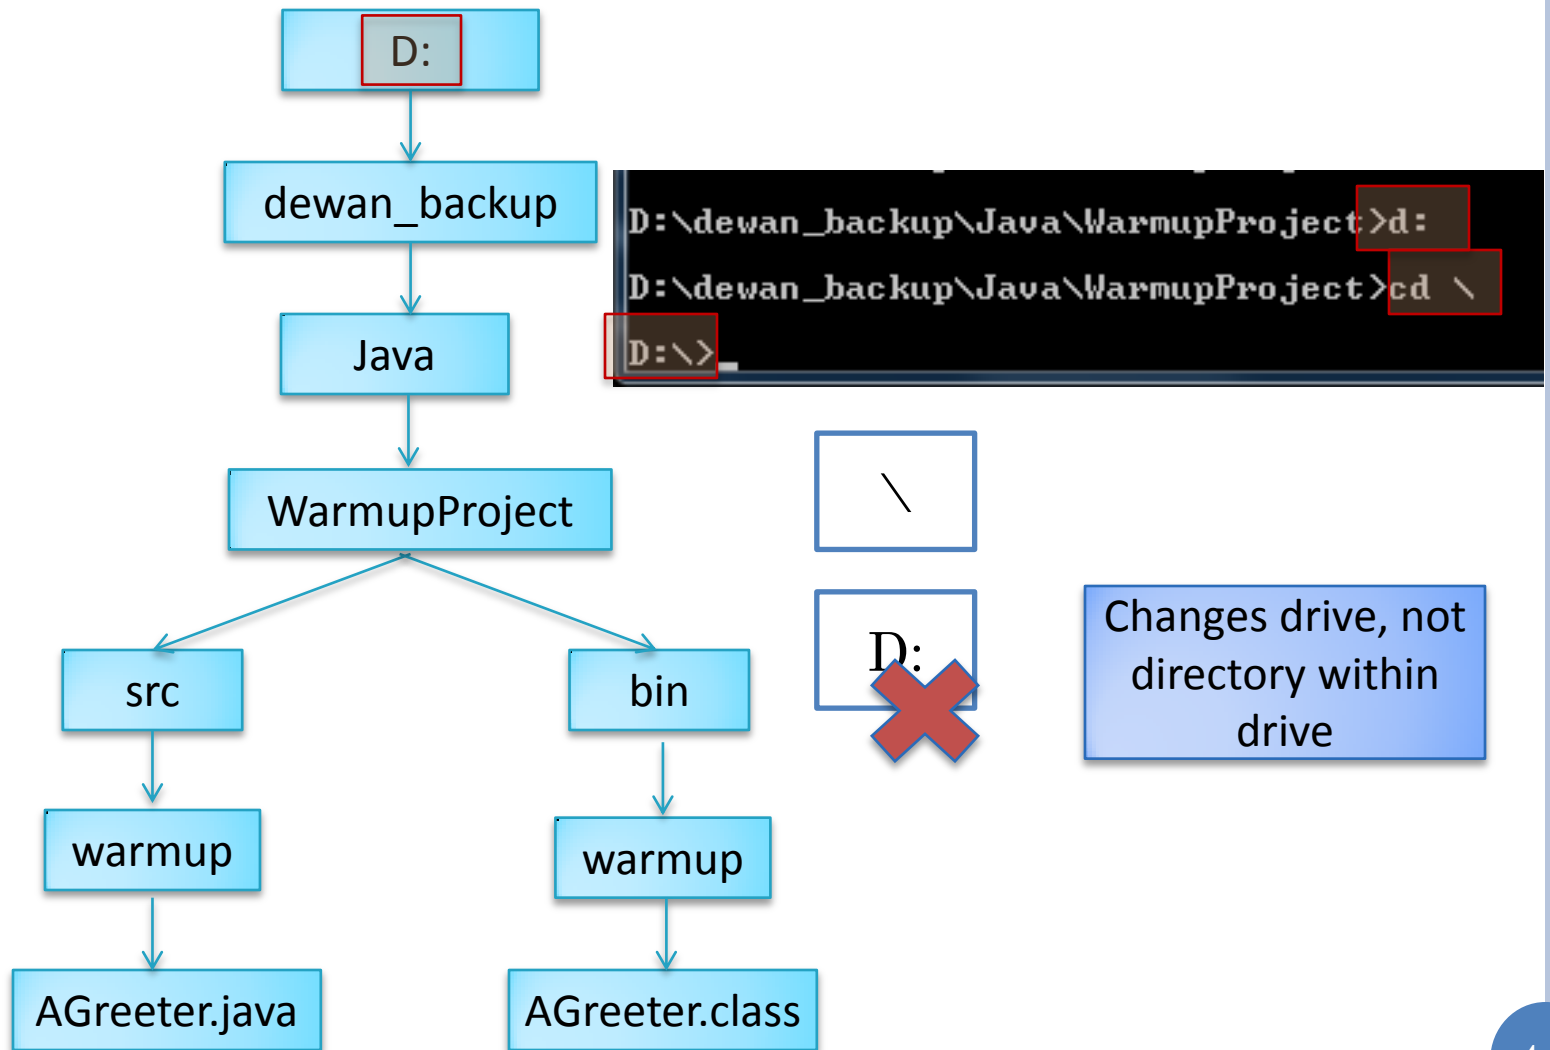 D:
dewan_backup
D:\dewan_backup\Java\WarmupProject>d:
D:\dewan_backup\Java\WarmupProject>cd \
D:\>_
Java
\
WarmupProject
D:
Changes drive, not
directory within
drive
src
bin
warmup
warmup
AGreeter.java
AGreeter.class